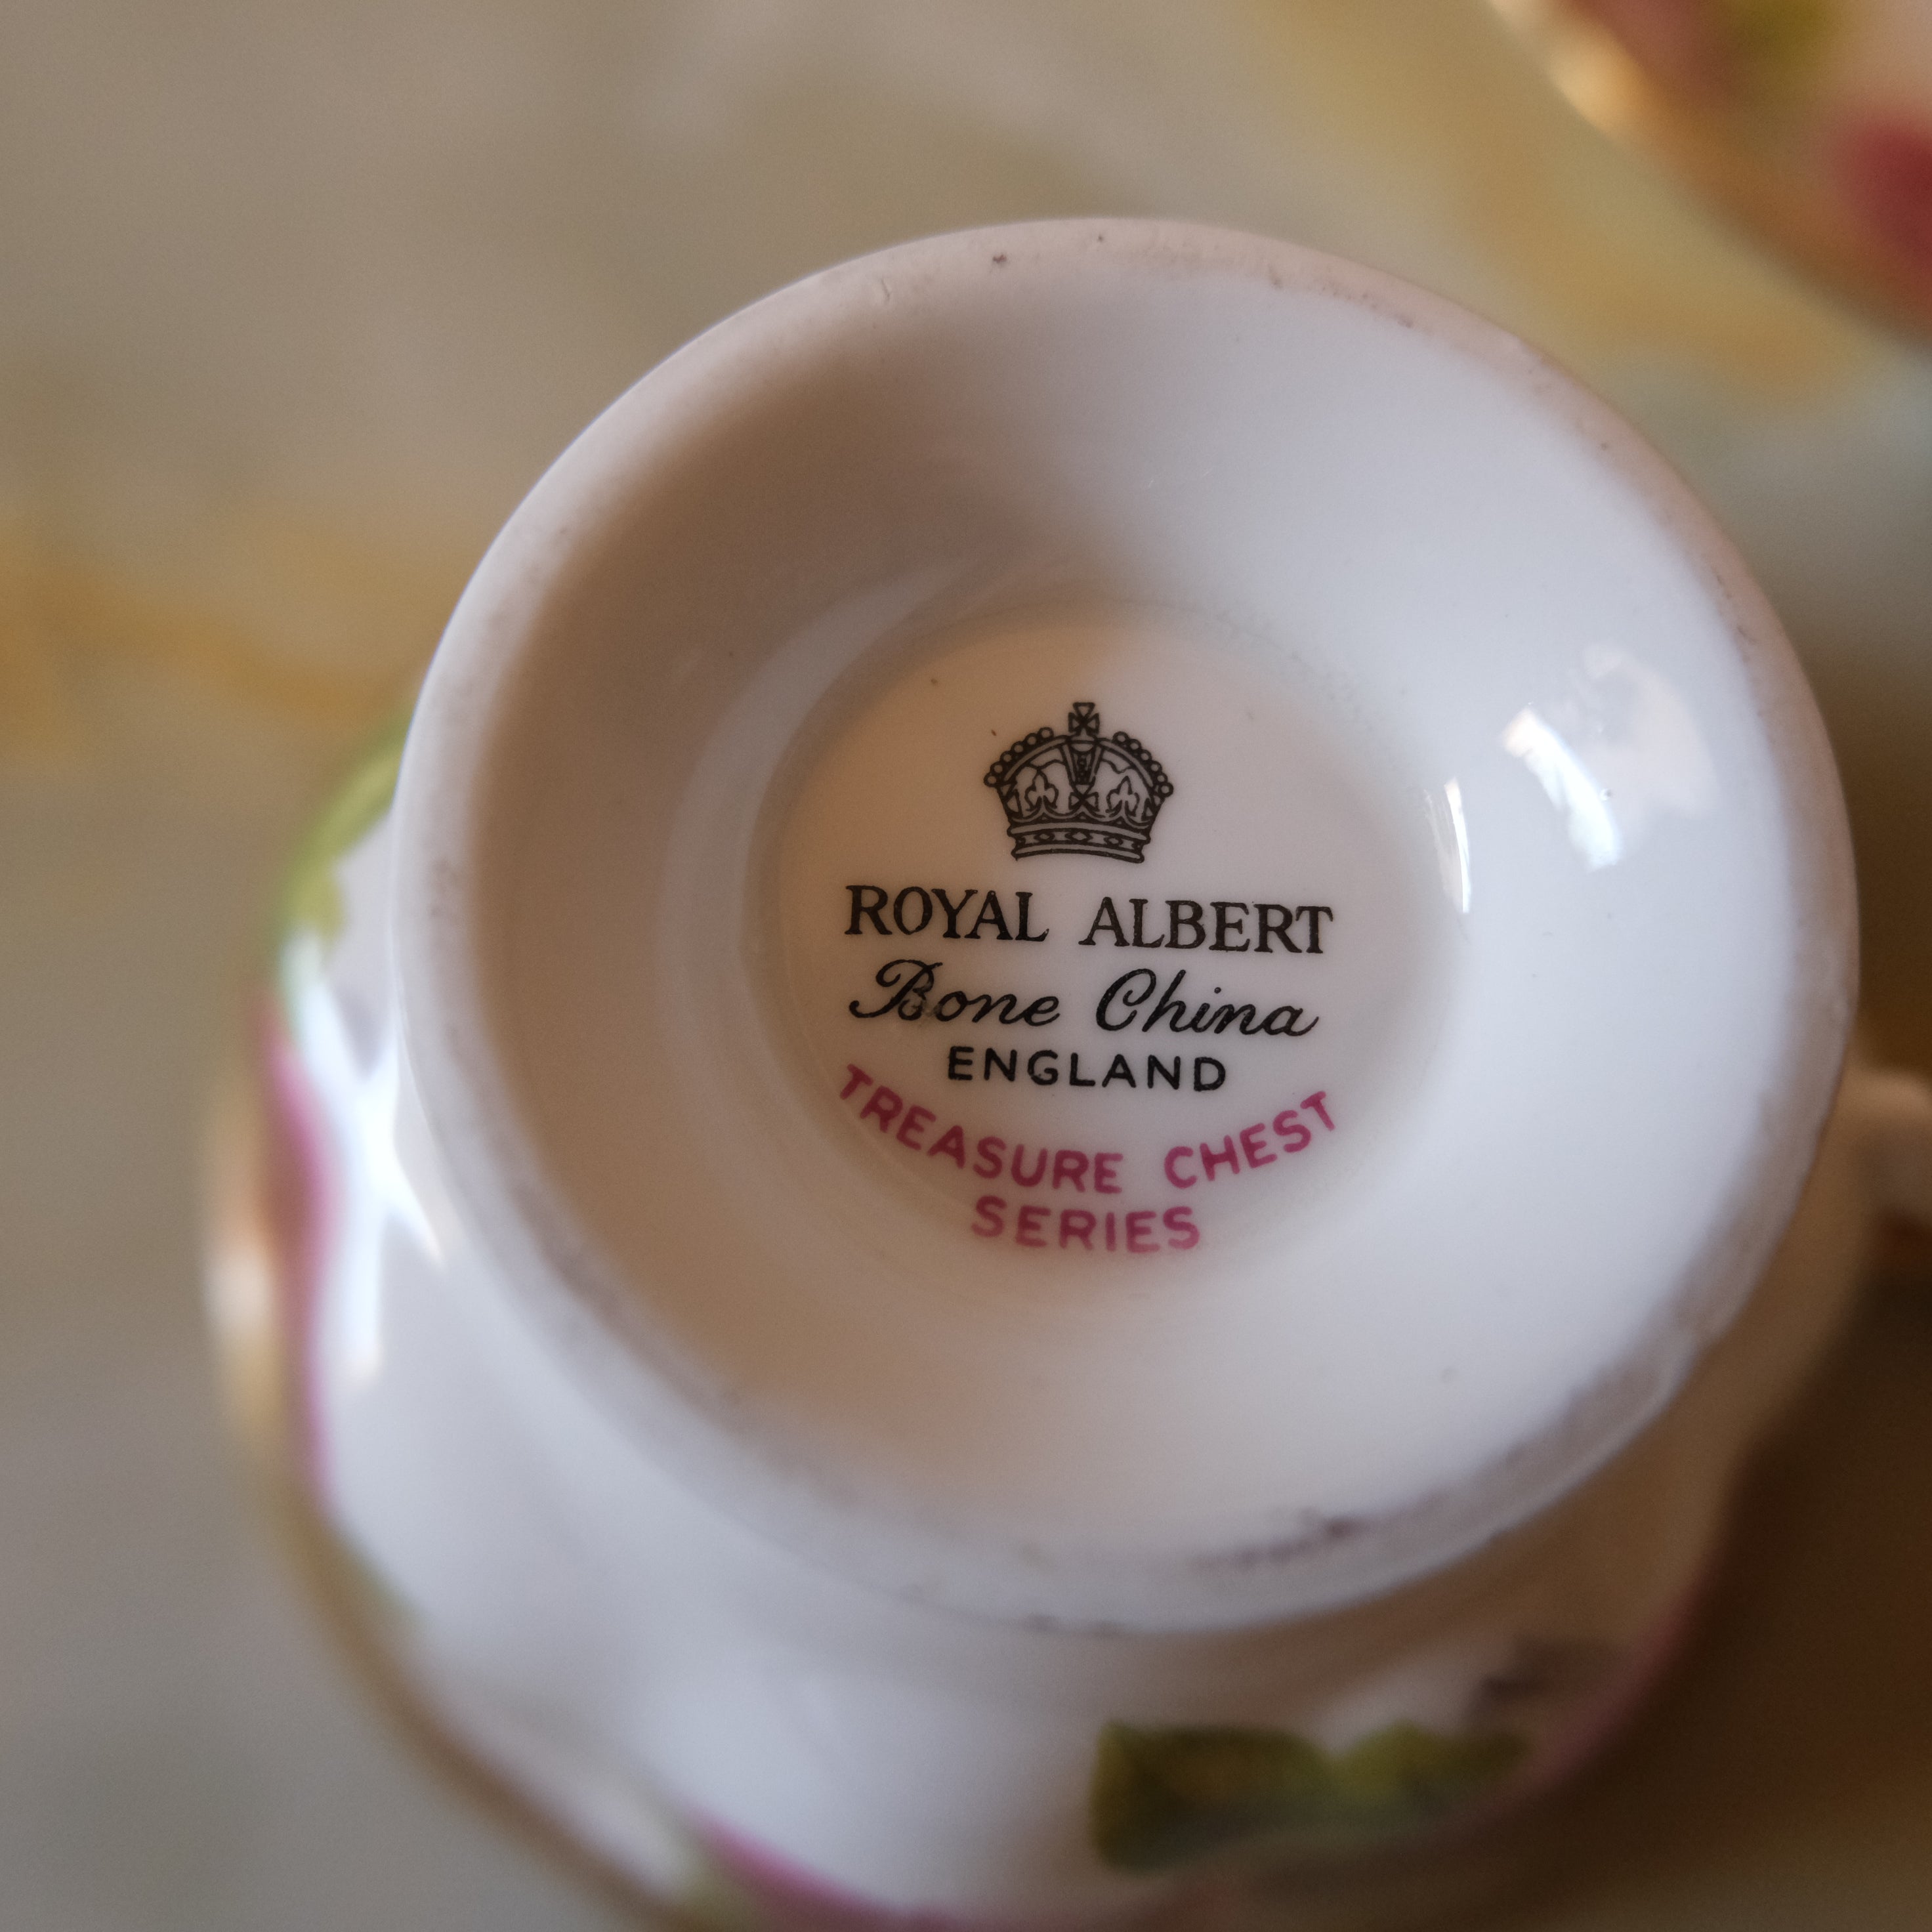 ROYAL ALBERT
Bone China
ENGLAND
TREASURE CHEST
SERIES